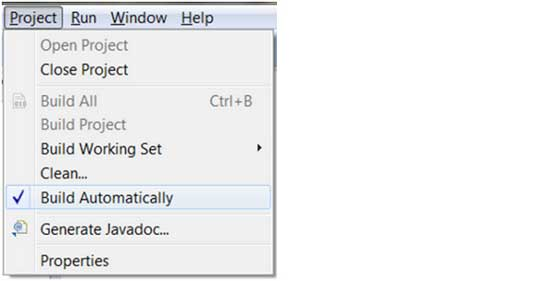 Project Run Window Help
Open Project
Close Project
Build All Ctrl+B
Build Project
Build Working Set
Clean...
Build Automatically
Generate Javadoc...
Properties